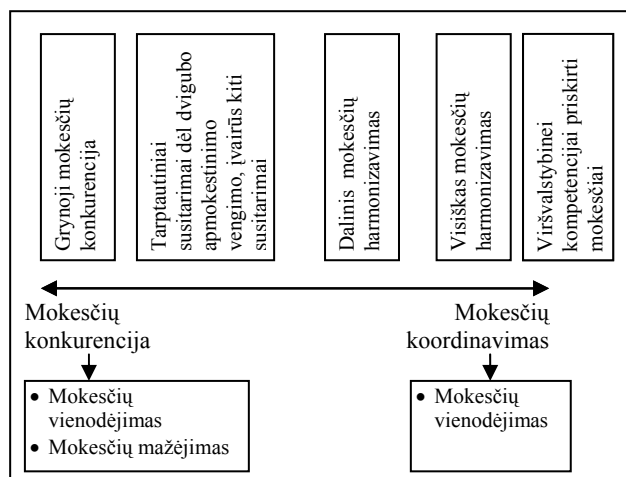 Grynoji mokesčių
konkurencija
Tarptautiniai
susitarimai dėl dvigubo
apmokestinimo
vengimo, įvairūs kiti
susitarimai
Dalinis mokesčių
harmonizavimas
Visiškas mokesčių
harmonizavimas
Viršvalstybinei
kompetencijai priskirti
mokesčiai
Mokesčių
konkurencija
Mokesčių
koordinavimas
• Mokesčių
vienodėjimas
• Mokesčių mažėjimas
• Mokesčių
vienodėjimas